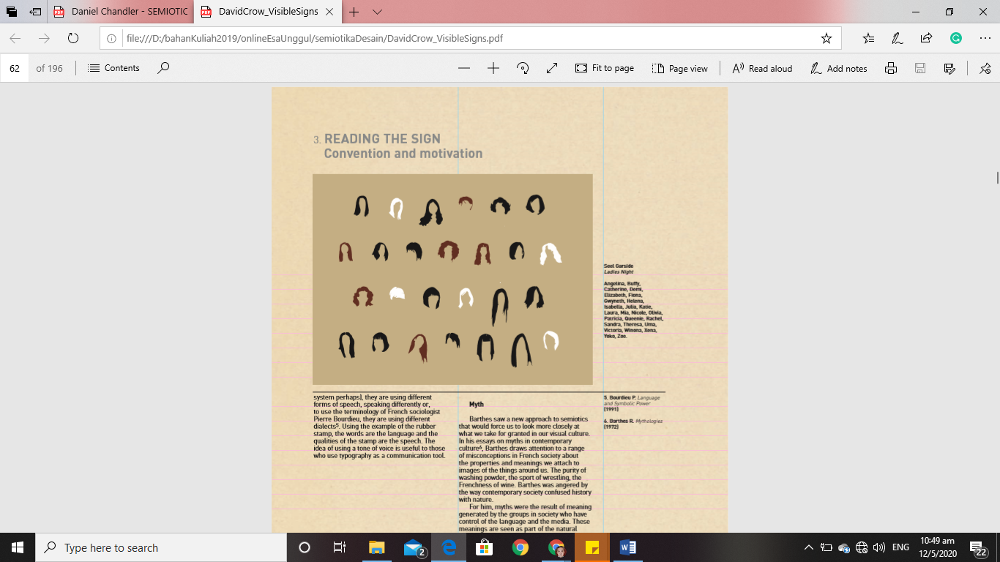 Daniel Chandler - SEMIOTIC
DavidCrow_VisibleSigns
file:///D:/bahanKuliah2019/onlineEsaUnggul/semiotikaDesain/DavidCrow_VisibleSigns.pdf
62 of 196
Contents
Fit to page
Page view
Read aloud
Add notes
3. READING THE SIGN
Convention and motivation
Seel Garside
Ladies Night
Angelina, Buffy,
Catherine, Demi,
Elizabeth, Fiona,
Gwyneth, Helena,
Isabella, Julia, Katie,
Laura, Mia, Nicole, Olivia,
Patricia, Queenie, Rachel,
Sandra, Theresa, Uma,
Victoria, Winona, Xena,
Yoko, Zoe.
system perhaps), they are using different
forms of speech, speaking differently or,
to use the terminology of French sociologist
Pierre Bourdieu, they are using different
dialects⁵. Using the example of the rubber
stamp, the words are the language and the
qualities of the stamp are the speech. The
idea of using a tone of voice is useful to those
who use typography as a communication tool.
Myth
Barthes saw a new approach to semiotics
that would force us to look more closely at
what we take for granted in our visual culture.
In his essays on myths in contemporary
culture⁶, Barthes draws attention to a range
of misconceptions in French society about
the properties and meanings we attach to
images of the things around us. The purity of
washing powder, the sport of wrestling, the
Frenchness of wine. Barthes was angered by
the way contemporary society confused history
with nature.
For him, myths were the result of meaning
generated by the groups in society who have
control of the language and the media. These
meanings are seen as part of the natural
5. Bourdieu P. Language
and Symbolic Power
(1991)
6. Barthes R. Mythologies
(1972)
Type here to search
2
ENG
10:49 am
12/5/2020
22